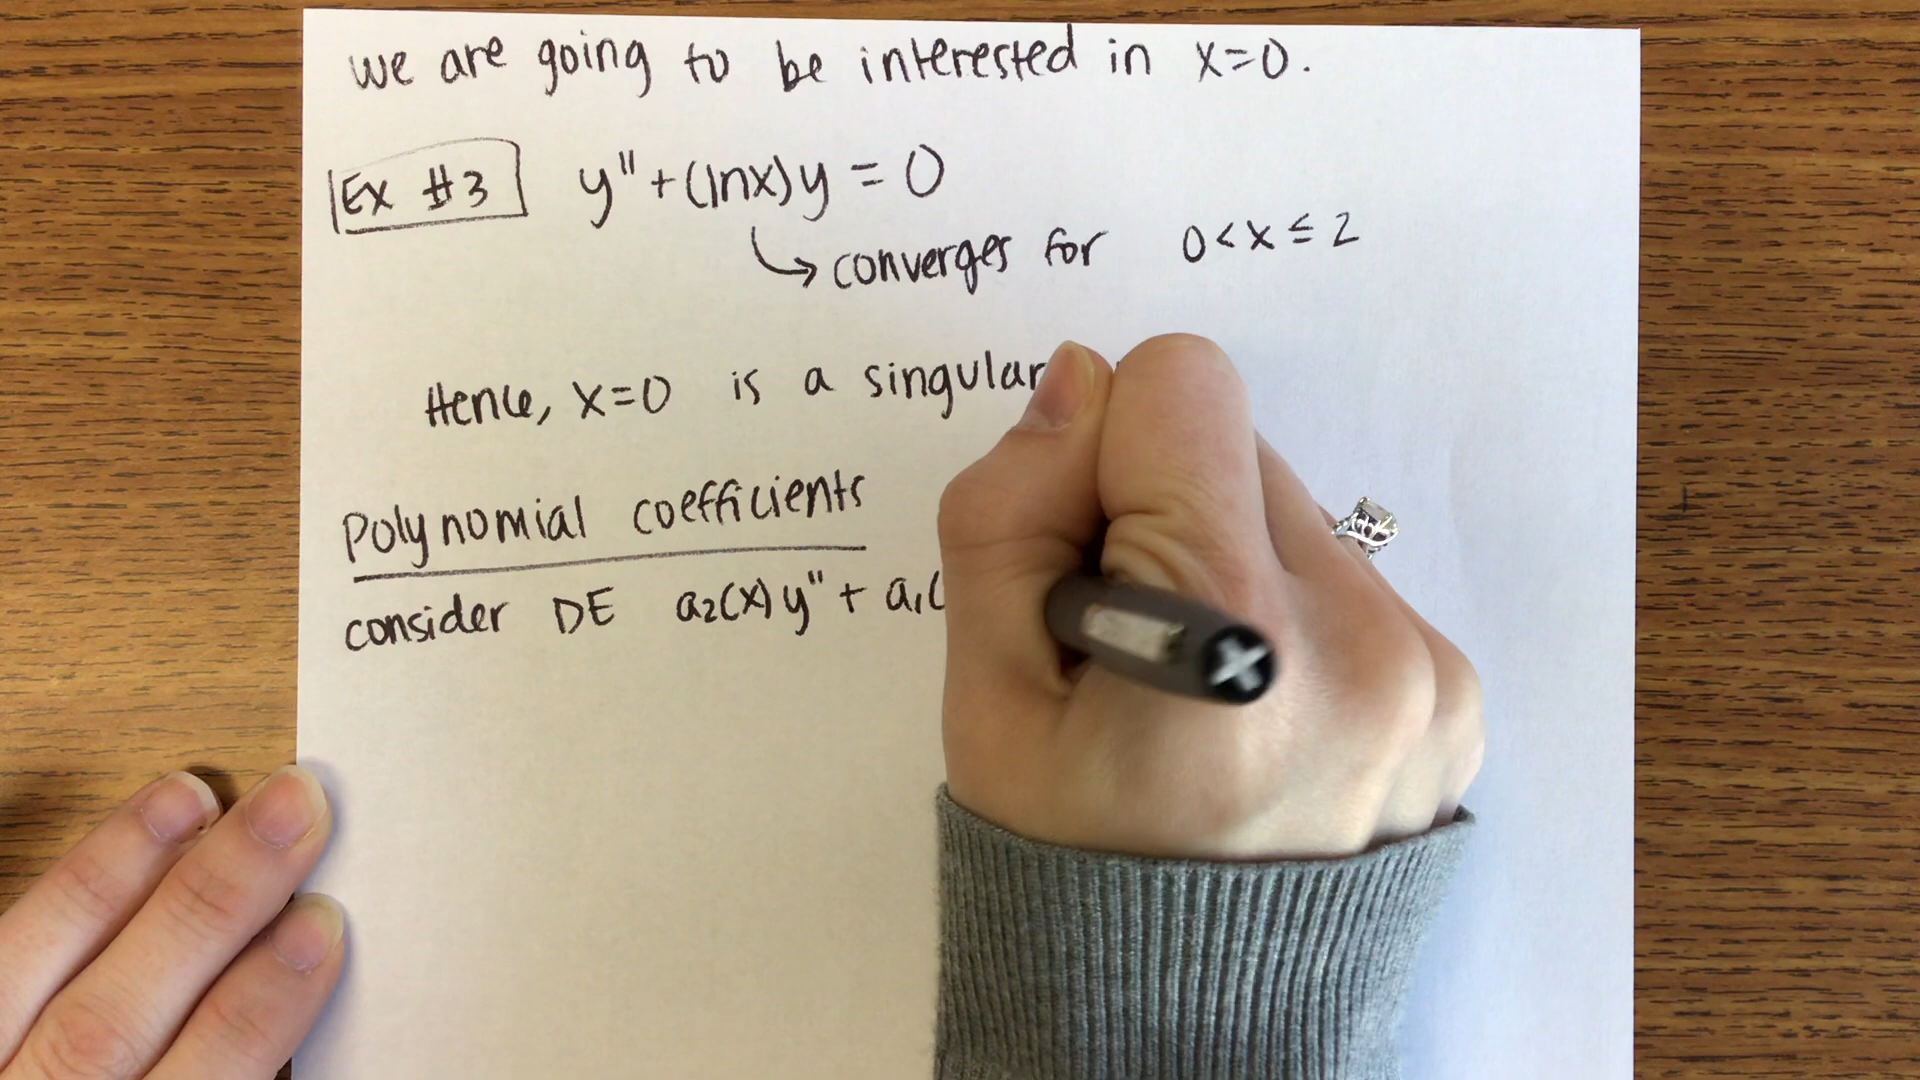 we are going to be interested in x=0.
Ex #3 y'' + (lnx)y = 0
↳ converges for 0<x≤2
Hence, x=0 is a singular
Polynomial coefficients
consider DE a₂(x)y'' + a₁(